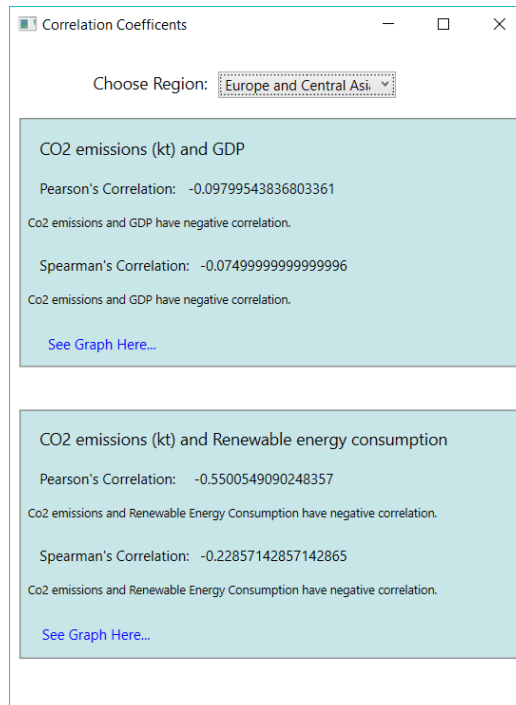 Correlation Coefficents
Choose Region: Europe and Central Asi
CO2 emissions (kt) and GDP
Pearson's Correlation: -0.09799543836803361
Co2 emissions and GDP have negative correlation.
Spearman's Correlation: -0.07499999999999996
Co2 emissions and GDP have negative correlation.
See Graph Here...
CO2 emissions (kt) and Renewable energy consumption
Pearson's Correlation: -0.5500549090248357
Co2 emissions and Renewable Energy Consumption have negative correlation.
Spearman's Correlation: -0.22857142857142865
Co2 emissions and Renewable Energy Consumption have negative correlation.
See Graph Here...